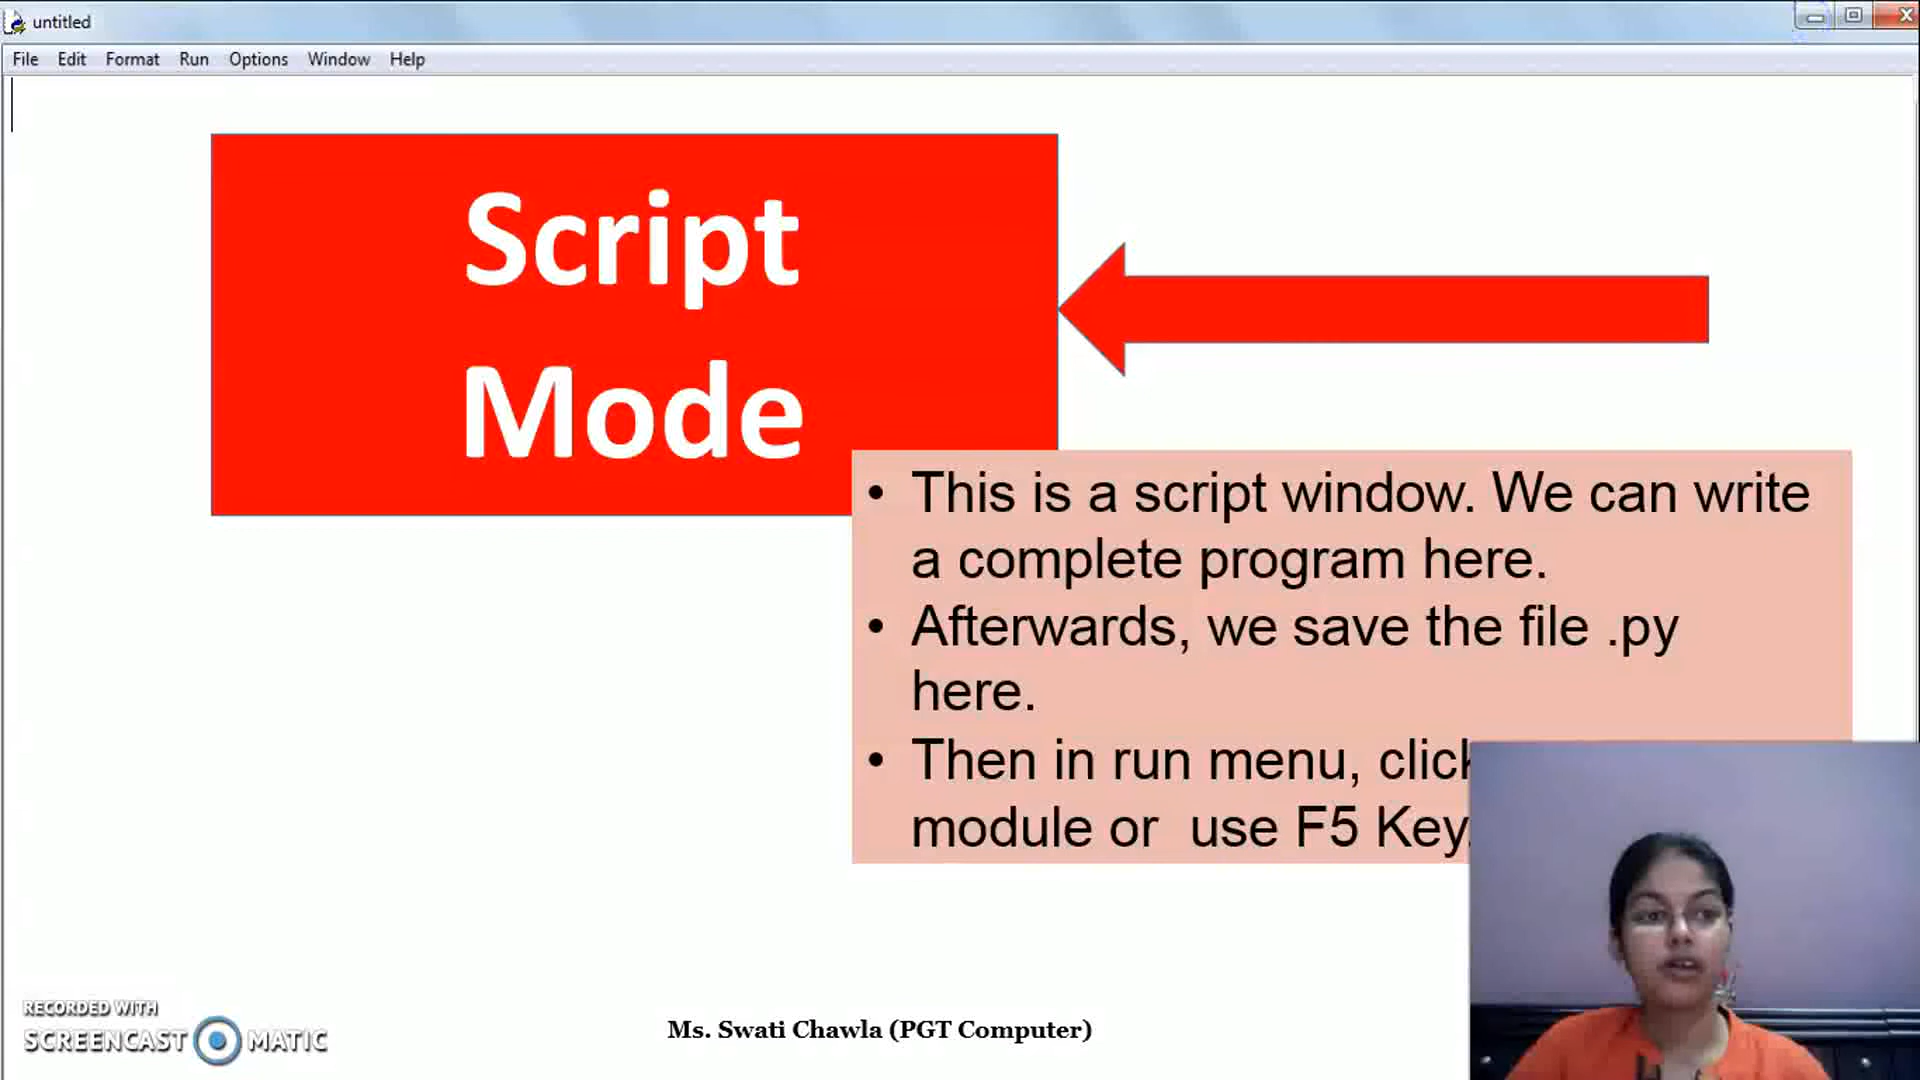 untitled
File Edit Format Run Options Window Help
Script
Mode
• This is a script window. We can write
a complete program here.
• Afterwards, we save the file .py
here.
• Then in run menu, click
module or use F5 Key.
RECORDED WITH
SCREENCAST MATIC
Ms. Swati Chawla (PGT Computer)